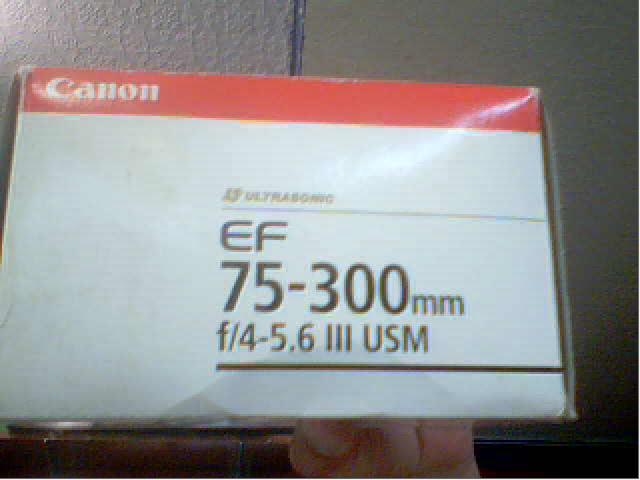 Canon
ULTRASONIC
EF
75-300mm
f/4-5.6 III USM